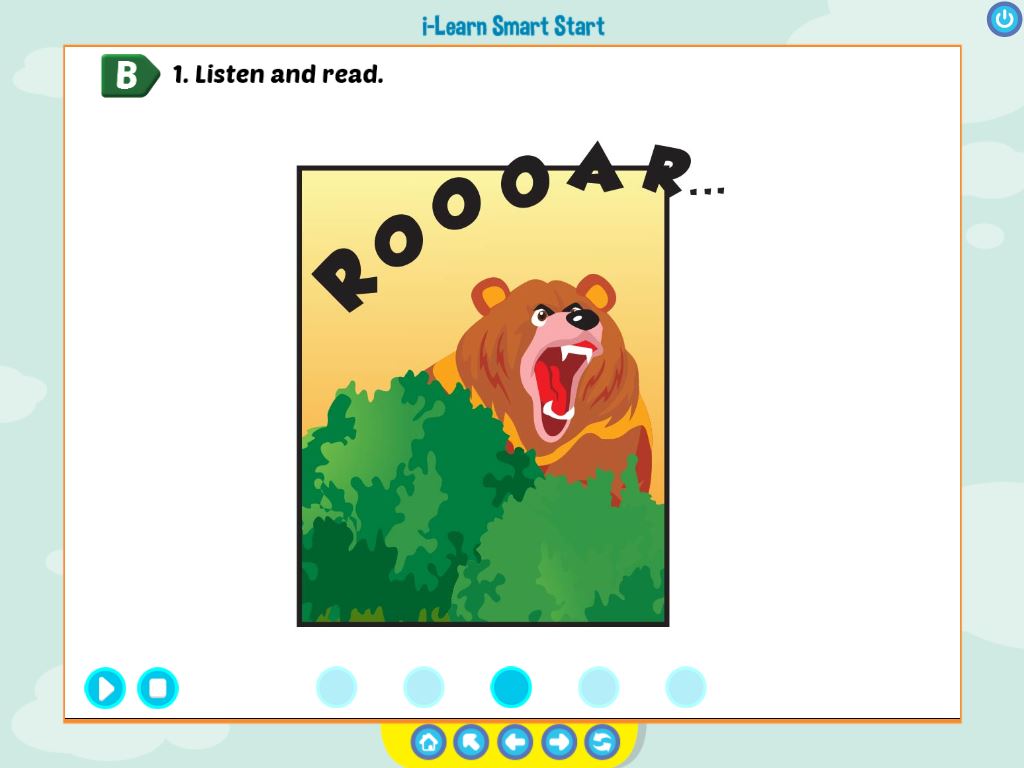 i-Learn Smart Start
B 1. Listen and read.
ROOOAR...